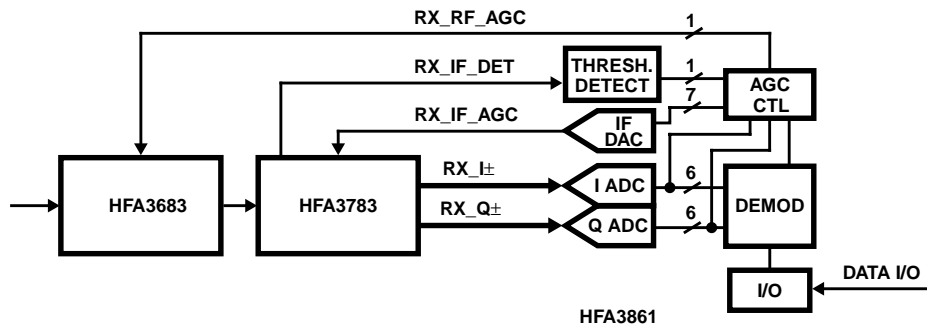 RX_RF_AGC
1
RX_IF_DET
THRESH.
DETECT
1
AGC
CTL
RX_IF_AGC
IF
DAC
7
HFA3683
HFA3783
RX_I±
I ADC
6
RX_Q±
Q ADC
6
DEMOD
I/O
DATA I/O
HFA3861